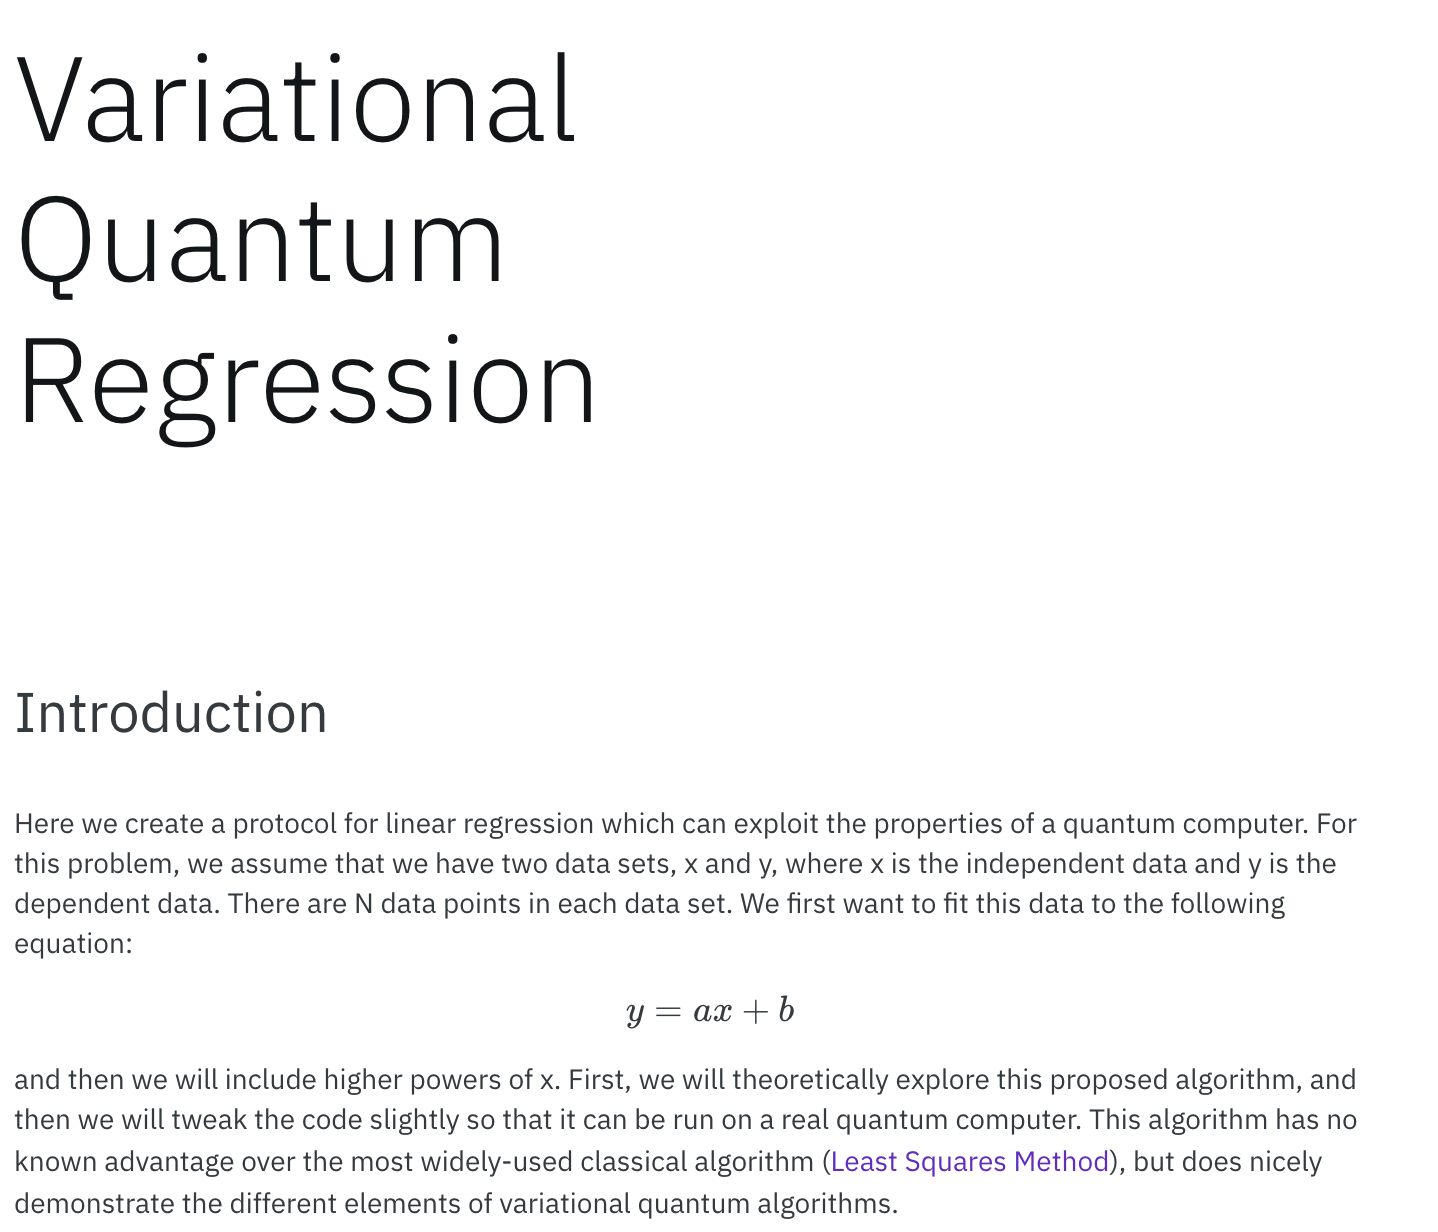 Variational
Quantum
Regression
Introduction
Here we create a protocol for linear regression which can exploit the properties of a quantum computer. For
this problem, we assume that we have two data sets, x and y, where x is the independent data and y is the
dependent data. There are N data points in each data set. We first want to fit this data to the following
equation:
y = ax + b
and then we will include higher powers of x. First, we will theoretically explore this proposed algorithm, and
then we will tweak the code slightly so that it can be run on a real quantum computer. This algorithm has no
known advantage over the most widely-used classical algorithm (Least Squares Method), but does nicely
demonstrate the different elements of variational quantum algorithms.